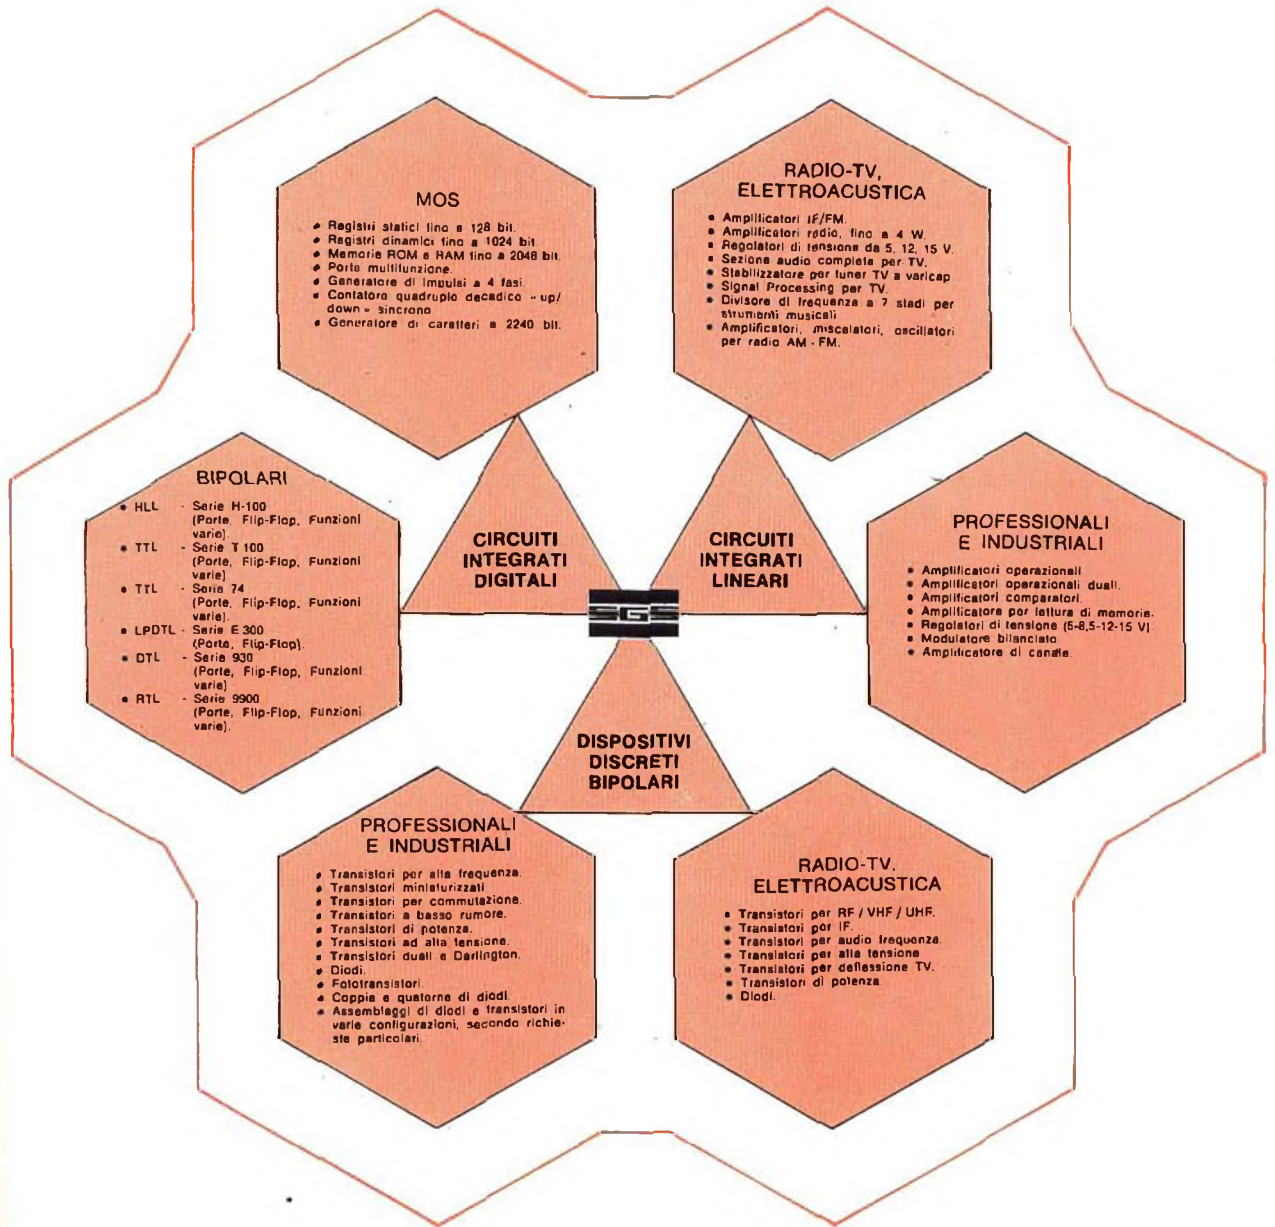 MOS
• Registri statici fino a 128 bit.
• Registri dinamici fino a 1024 bit.
• Memorie ROM e RAM fino a 2048 bit.
• Porte multifunzione.
• Generatore di impulsi a 4 fasi.
• Contatore quadruplo decadico «up/
down» sincrono
• Generatore di caratteri a 2240 bit.
RADIO-TV,
ELETTROACUSTICA
• Amplificatori IF/FM.
• Amplificatori radio, fino a 4 W.
• Regolatori di tensione da 5, 12, 15 V.
• Sezione audio completa per TV.
• Stabilizzatore per tuner TV a varicap.
• Signal Processing per TV.
• Divisore di frequenza a 7 stadi per
strumenti musicali
• Amplificatori, miscelatori, oscillatori
per radio AM - FM.
BIPOLARI
• HLL - Serie H-100
(Porte, Flip-Flop, Funzioni
varie).
• TTL - Serie T 100
(Porte, Flip-Flop, Funzioni
varie)
• TTL - Serie 74
(Porte, Flip-Flop, Funzioni
varie).
• LPDTL - Serie E 300
(Porte, Flip-Flop).
• DTL - Serie 930
(Porte, Flip-Flop, Funzioni
varie)
• RTL - Serie 9900
(Porte, Flip-Flop, Funzioni
varie).
CIRCUITI
INTEGRATI
DIGITALI
CIRCUITI
INTEGRATI
LINEARI
SGS
PROFESSIONALI
E INDUSTRIALI
• Amplificatori operazionali
• Amplificatori operazionali duali.
• Amplificatori comparatori.
• Amplificatore per lettura di memorie.
• Regolatori di tensione (5-8,5-12-15 V)
• Modulatore bilanciato.
• Amplificatore di canale.
DISPOSITIVI
DISCRETI
BIPOLARI
PROFESSIONALI
E INDUSTRIALI
• Transistori per alta frequenza.
• Transistori miniaturizzati
• Transistori per commutazione.
• Transistori a basso rumore.
• Transistori di potenza.
• Transistori ad alta tensione.
• Transistori duali e Darlington.
• Diodi.
• Fototransistori.
• Coppie e quaterne di diodi.
• Assemblaggi di diodi e transistori in
varie configurazioni, secondo richie-
ste particolari.
RADIO-TV,
ELETTROACUSTICA
• Transistori per RF / VHF / UHF.
• Transistori per IF.
• Transistori per audio frequenza.
• Transistori per alta tensione
• Transistori per deflessione TV.
• Transistori di potenza
• Diodi.